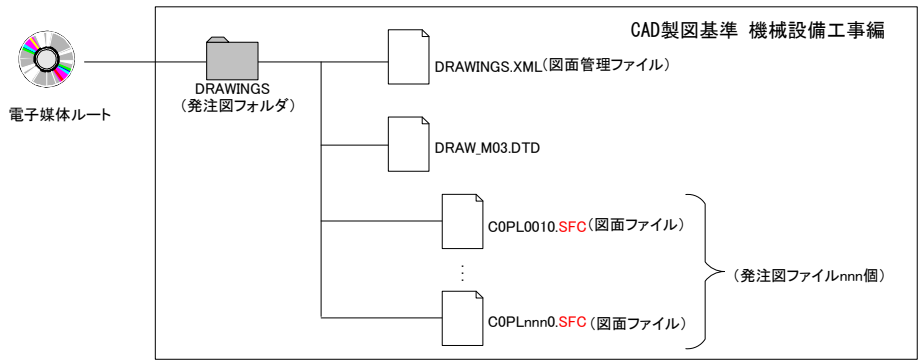 CAD製図基準 機械設備工事編
電子媒体ルート
DRAWINGS
(発注図フォルダ)
DRAWINGS.XML(図面管理ファイル)
DRAW_M03.DTD
C0PL0010.SFC(図面ファイル)
⋮
C0PLnnn0.SFC(図面ファイル)
(発注図ファイルnnn個)